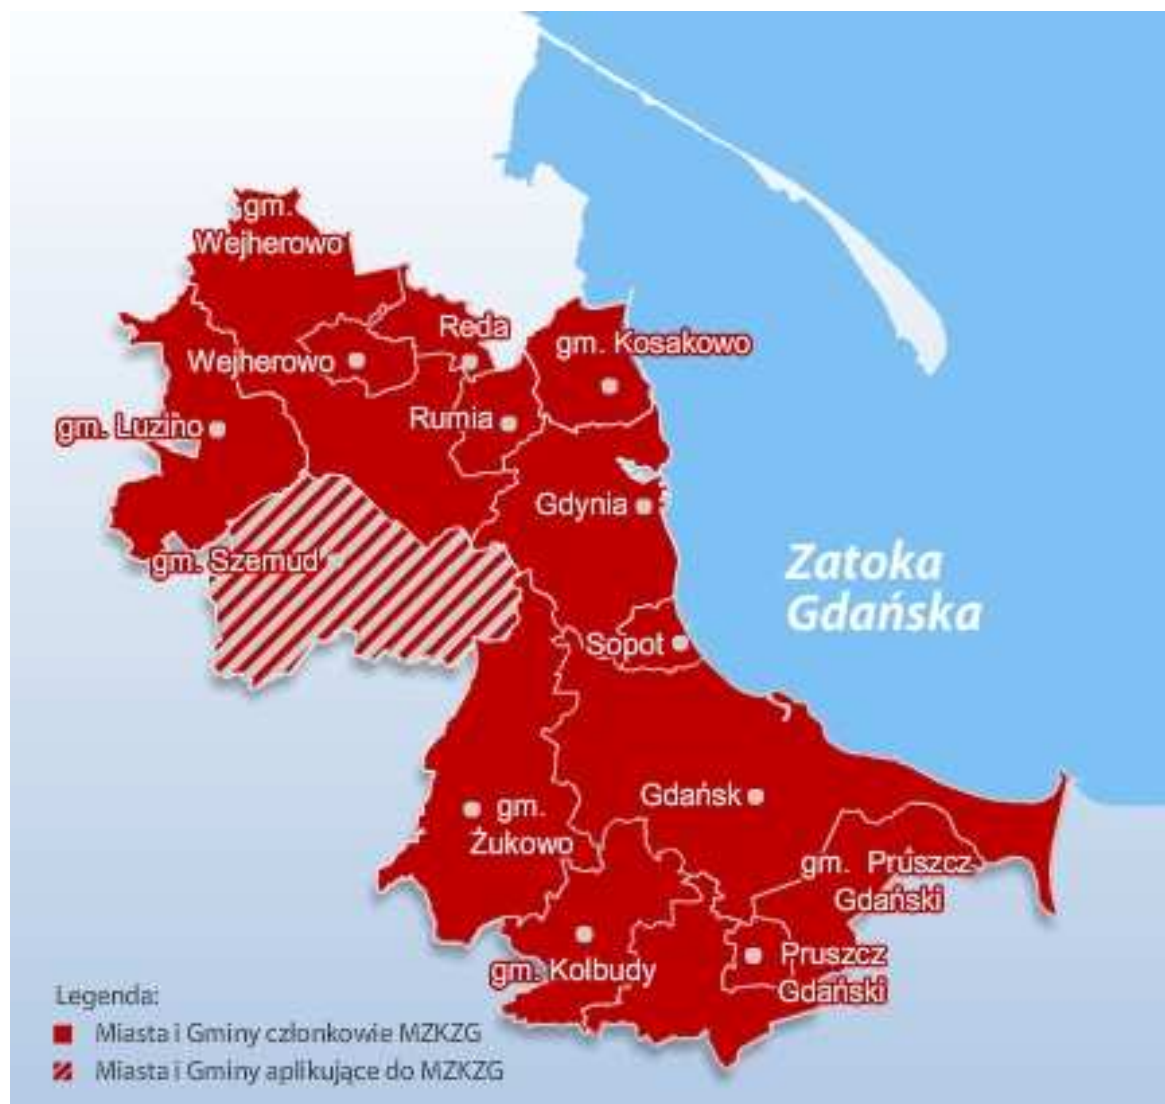 gm.
Wejherowo
Reda
gm. Kosakowo
Wejherowo
Rumia
gm. Luzino
Gdynia
gm. Szemud
Zatoka
Gdańska
Sopot
Gdańsk
gm.
Żukowo
gm. Pruszcz
Gdański
Pruszcz
Gdański
gm. Kolbudy
Legenda:
Miasta i Gminy członkowie MZKZG
Miasta i Gminy aplikujące do MZKZG